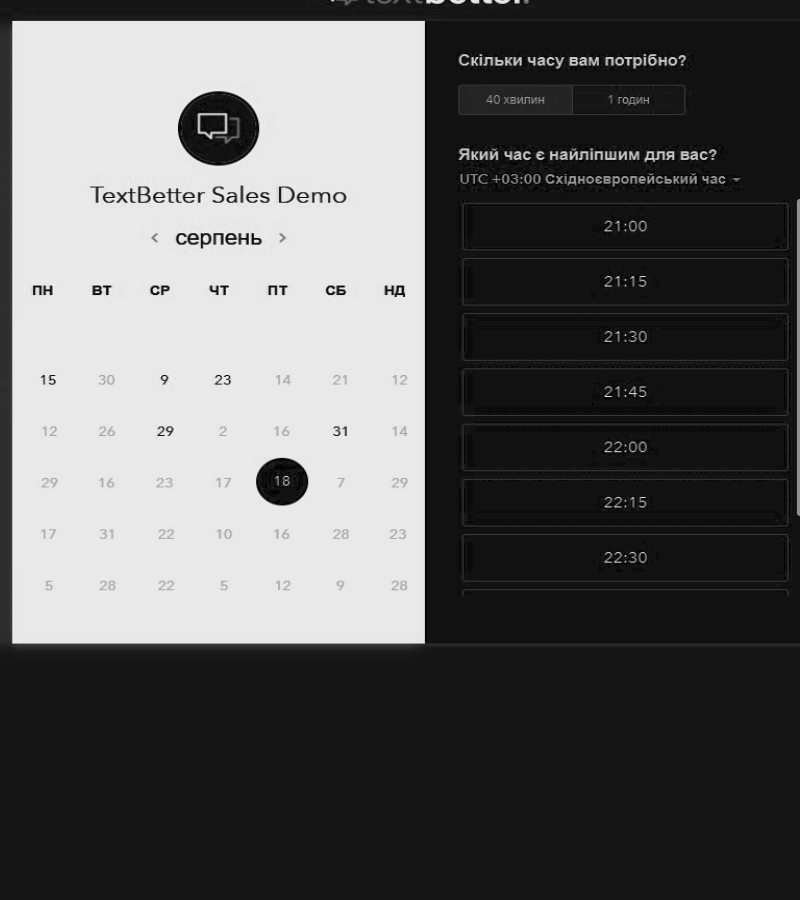 TextBetter Sales Demo
< серпень >
ПН ВТ СР ЧТ ПТ СБ НД
15 30 9 23 14 21 12
12 26 29 2 16 31 14
29 16 23 17 18 7 29
17 31 22 10 16 28 23
5 28 22 5 12 9 28
Скільки часу вам потрібно?
40 хвилин 1 годин
Який час є найліпшим для вас?
UTC +03:00 Східноєвропейський час
21:00
21:15
21:30
21:45
22:00
22:15
22:30